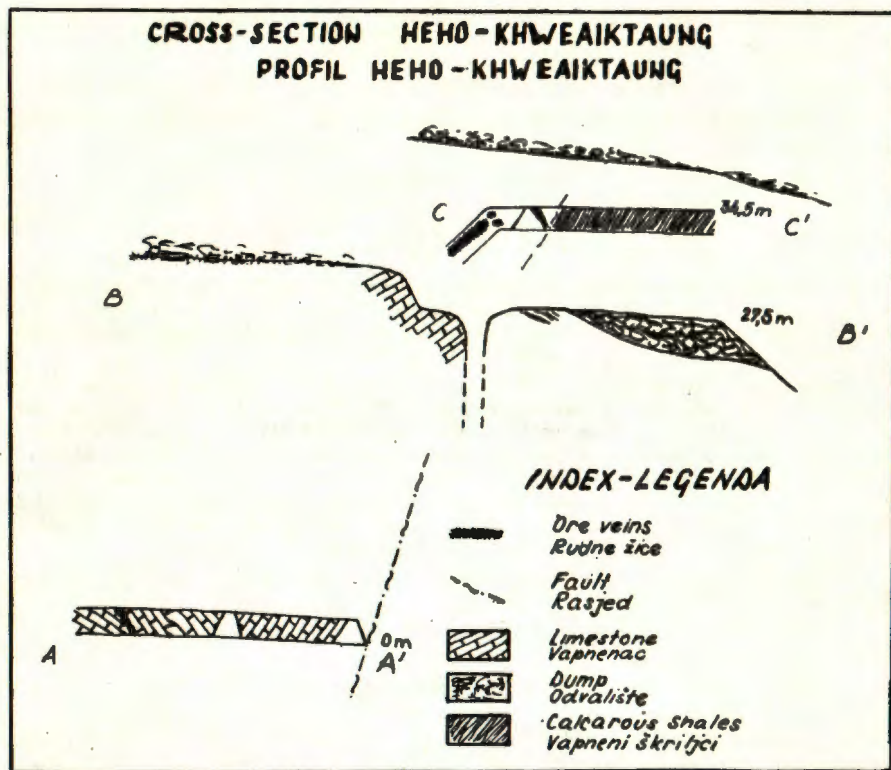 CROSS-SECTION HEHO-KHWEAIKTAUNG
PROFIL HEHO-KHWEAIKTAUNG
C
34,5m
C'
B
27,5m
B'
INDEX-LEGENDA
Ore veins
Rudne žice
Fault
Rasjed
A
0m
A'
Limestone
Vapnenac
Dump
Odvalište
Calcarous Shales
Vapneni škriljci